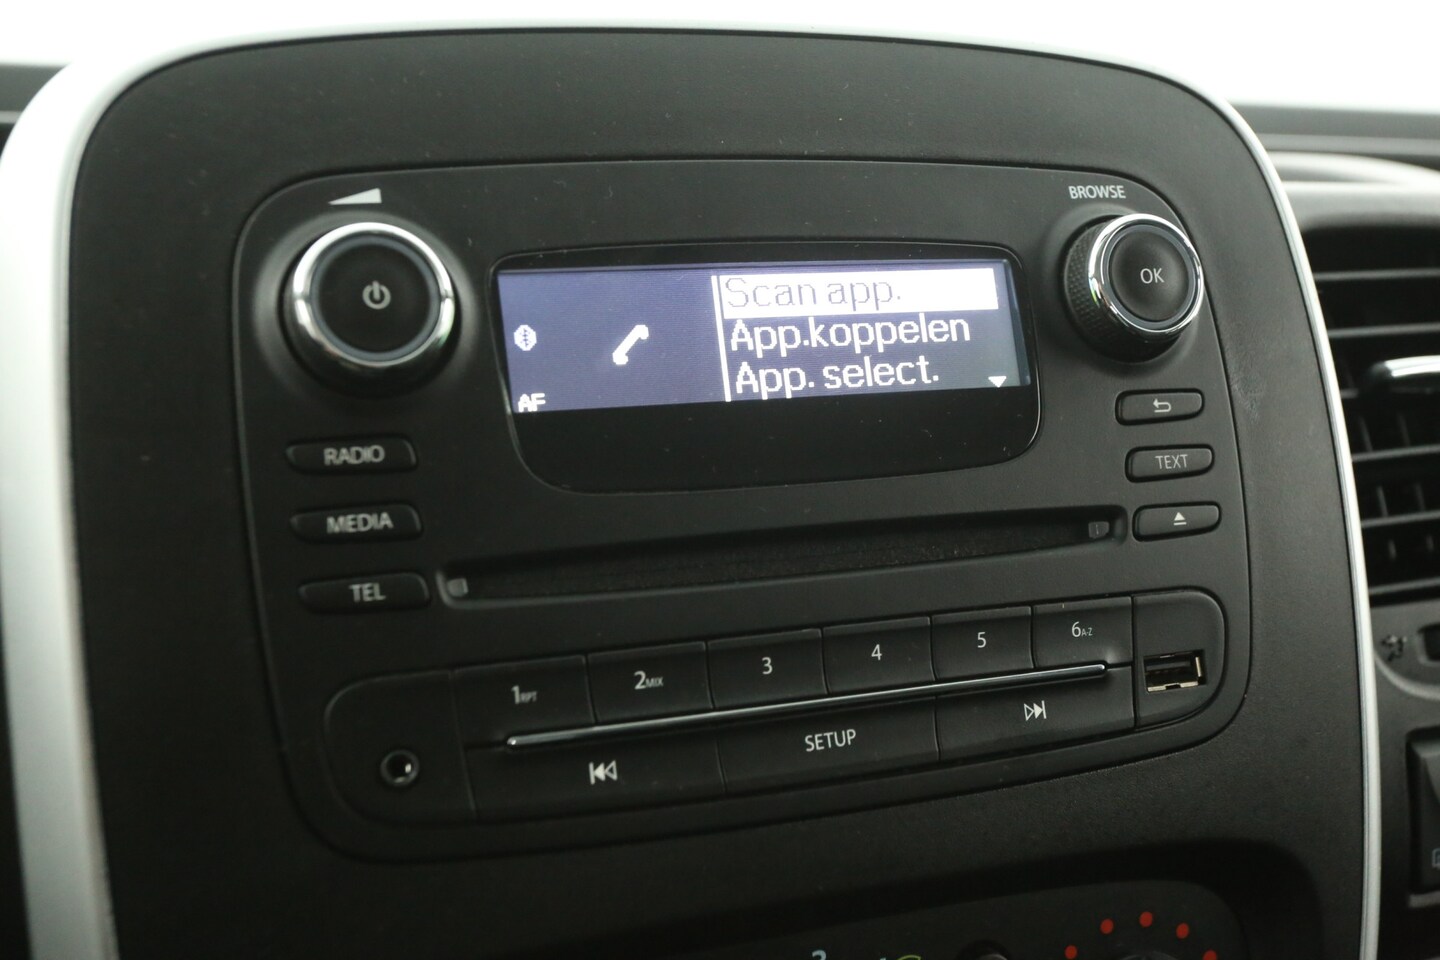 BROWSE
OK
Scan app.
App.koppelen
App. select.
AF
RADIO
MEDIA
TEL
TEXT
1RPT
2MIX
3
4
5
6A-Z
SETUP